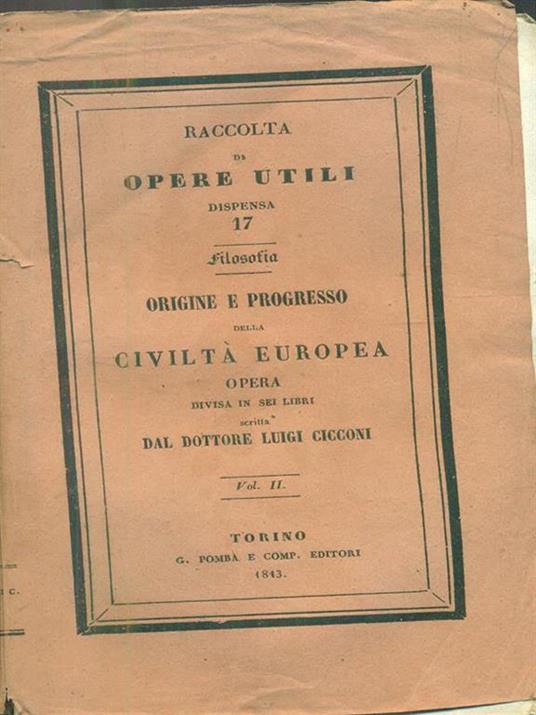 RACCOLTA
DI
OPERE UTILI
DISPENSA
17
Filosofia
ORIGINE E PROGRESSO
DELLA
CIVILTÀ EUROPEA
OPERA
DIVISA IN SEI LIBRI
scritta
DAL DOTTORE LUIGI CICCONI
Vol. II.
TORINO
G. POMBA E COMP. EDITORI
1843.